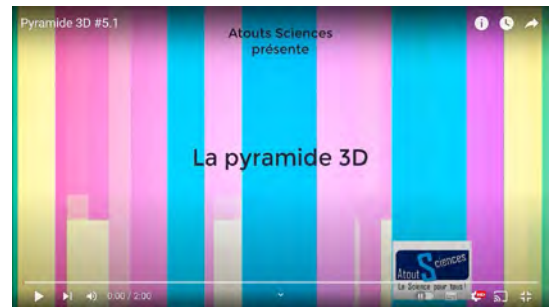 Pyramide 3D #5.1
Atouts Sciences
présente
La pyramide 3D
Atout Sciences
La Science pour tous!
0:00 / 2:00